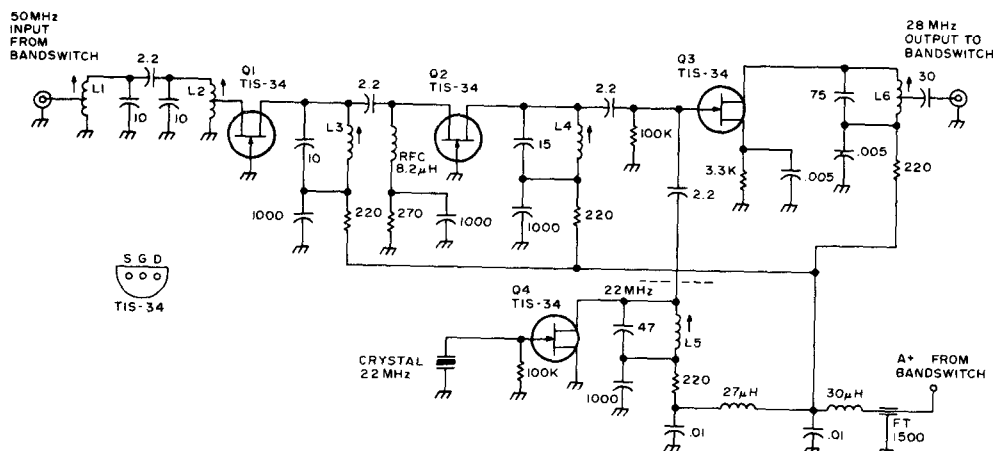 50MHz
INPUT
FROM
BANDSWITCH
2.2
L1
L2
10
10
Q1
TIS-34
2.2
10
L3
RFC
8.2µH
1000
220
270
1000
Q2
TIS-34
2.2
15
L4
1000
220
100K
Q3
TIS-34
2.2
3.3K
.005
28 MHz
OUTPUT TO
BANDSWITCH
75
L6
30
.005
220
S G D
TIS-34
Q4
TIS-34
22MHz
47
L5
CRYSTAL
22MHz
100K
1000
220
27µH
30µH
A+ FROM
BANDSWITCH
.01
.01
FT
1500